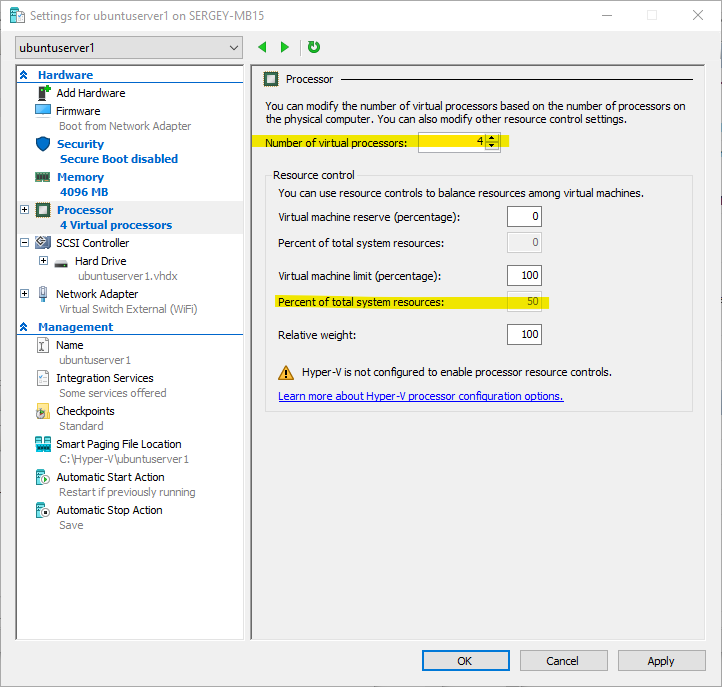 Settings for ubuntuserver1 on SERGEY-MB15
ubuntuserver1
Hardware
Add Hardware
Firmware
Boot from Network Adapter
Security
Secure Boot disabled
Memory
4096 MB
Processor
4 Virtual processors
SCSI Controller
Hard Drive
ubuntuserver1.vhdx
Network Adapter
Virtual Switch External (WiFi)
Management
Name
ubuntuserver1
Integration Services
Some services offered
Checkpoints
Standard
Smart Paging File Location
C:\Hyper-V\ubuntuserver1
Automatic Start Action
Restart if previously running
Automatic Stop Action
Save
Processor
You can modify the number of virtual processors based on the number of processors on
the physical computer. You can also modify other resource control settings.
Number of virtual processors: 4
Resource control
You can use resource controls to balance resources among virtual machines.
Virtual machine reserve (percentage): 0
Percent of total system resources: 0
Virtual machine limit (percentage): 100
Percent of total system resources: 50
Relative weight: 100
Hyper-V is not configured to enable processor resource controls.
Learn more about Hyper-V processor configuration options.
OK Cancel Apply